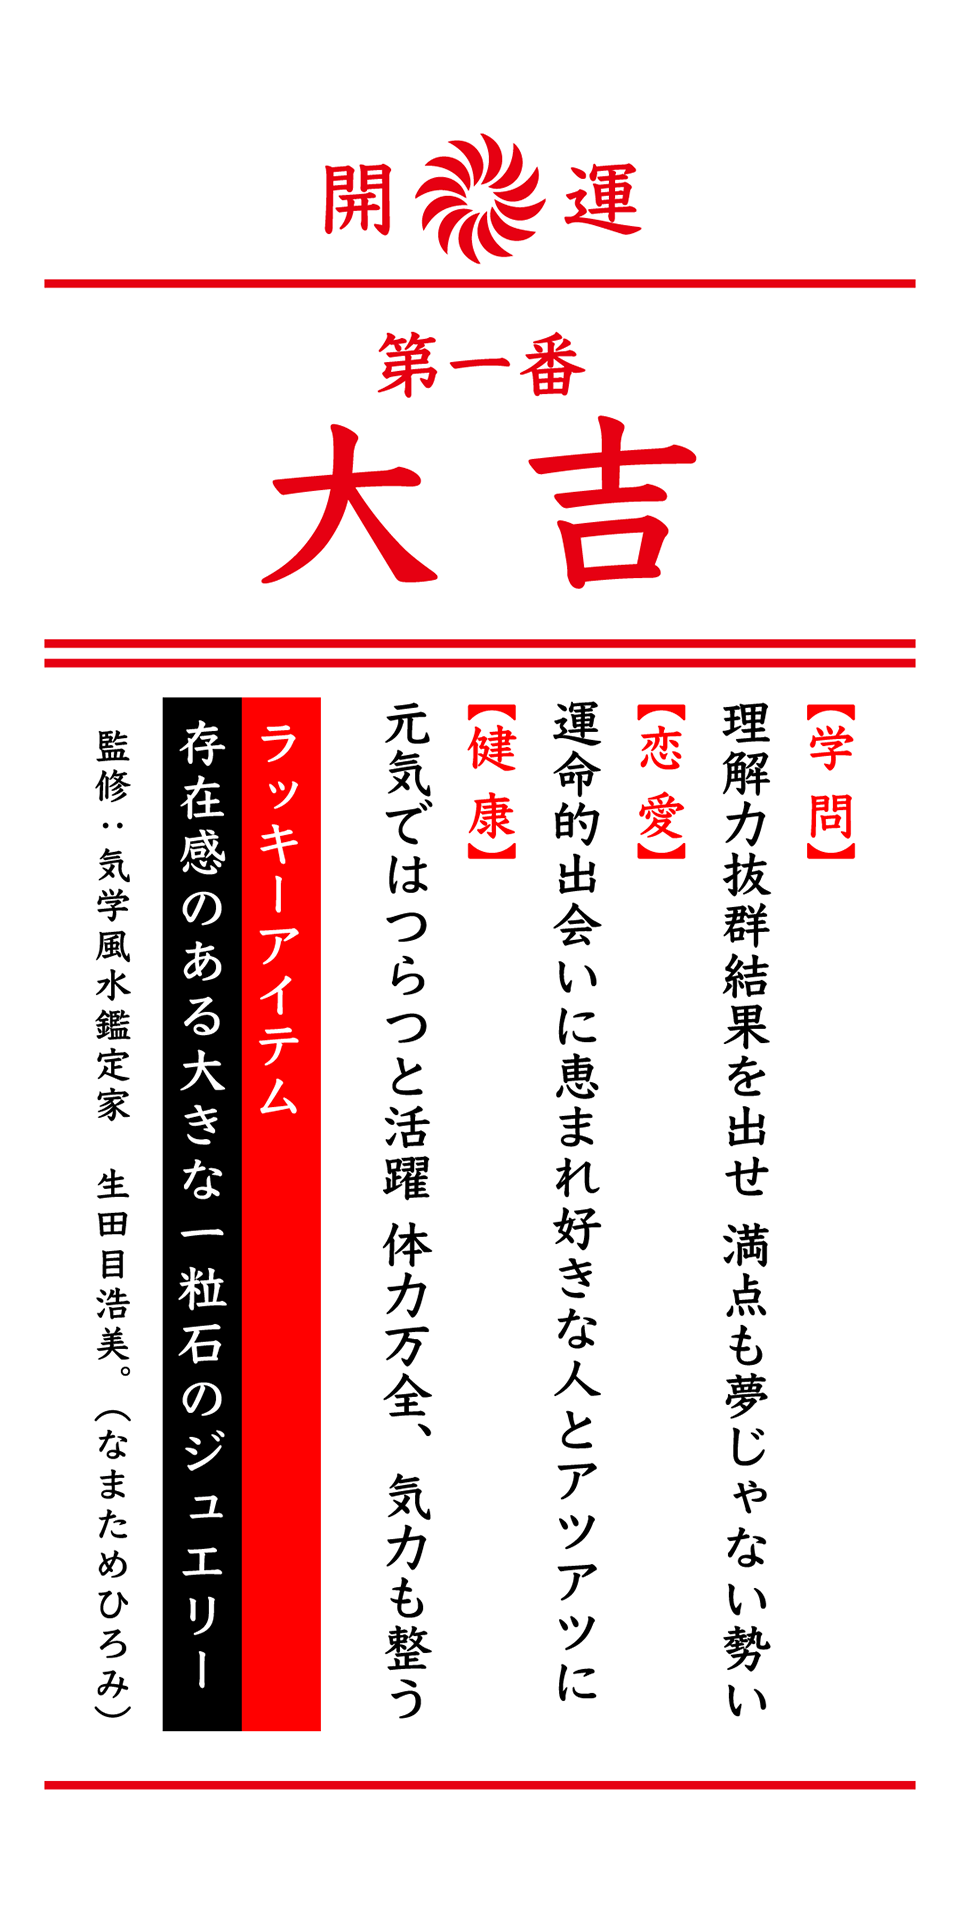 開運
第一番
大吉
【学問】
理解力抜群結果を出せ 満点も夢じゃない勢い
【恋愛】
運命的出会いに恵まれ好きな人とアツアツに
【健康】
元気ではつらつと活躍 体力万全、気力も整う
ラッキーアイテム
存在感のある大きな一粒石のジュエリー
監修：気学風水鑑定家　生田目浩美。（なまためひろみ）